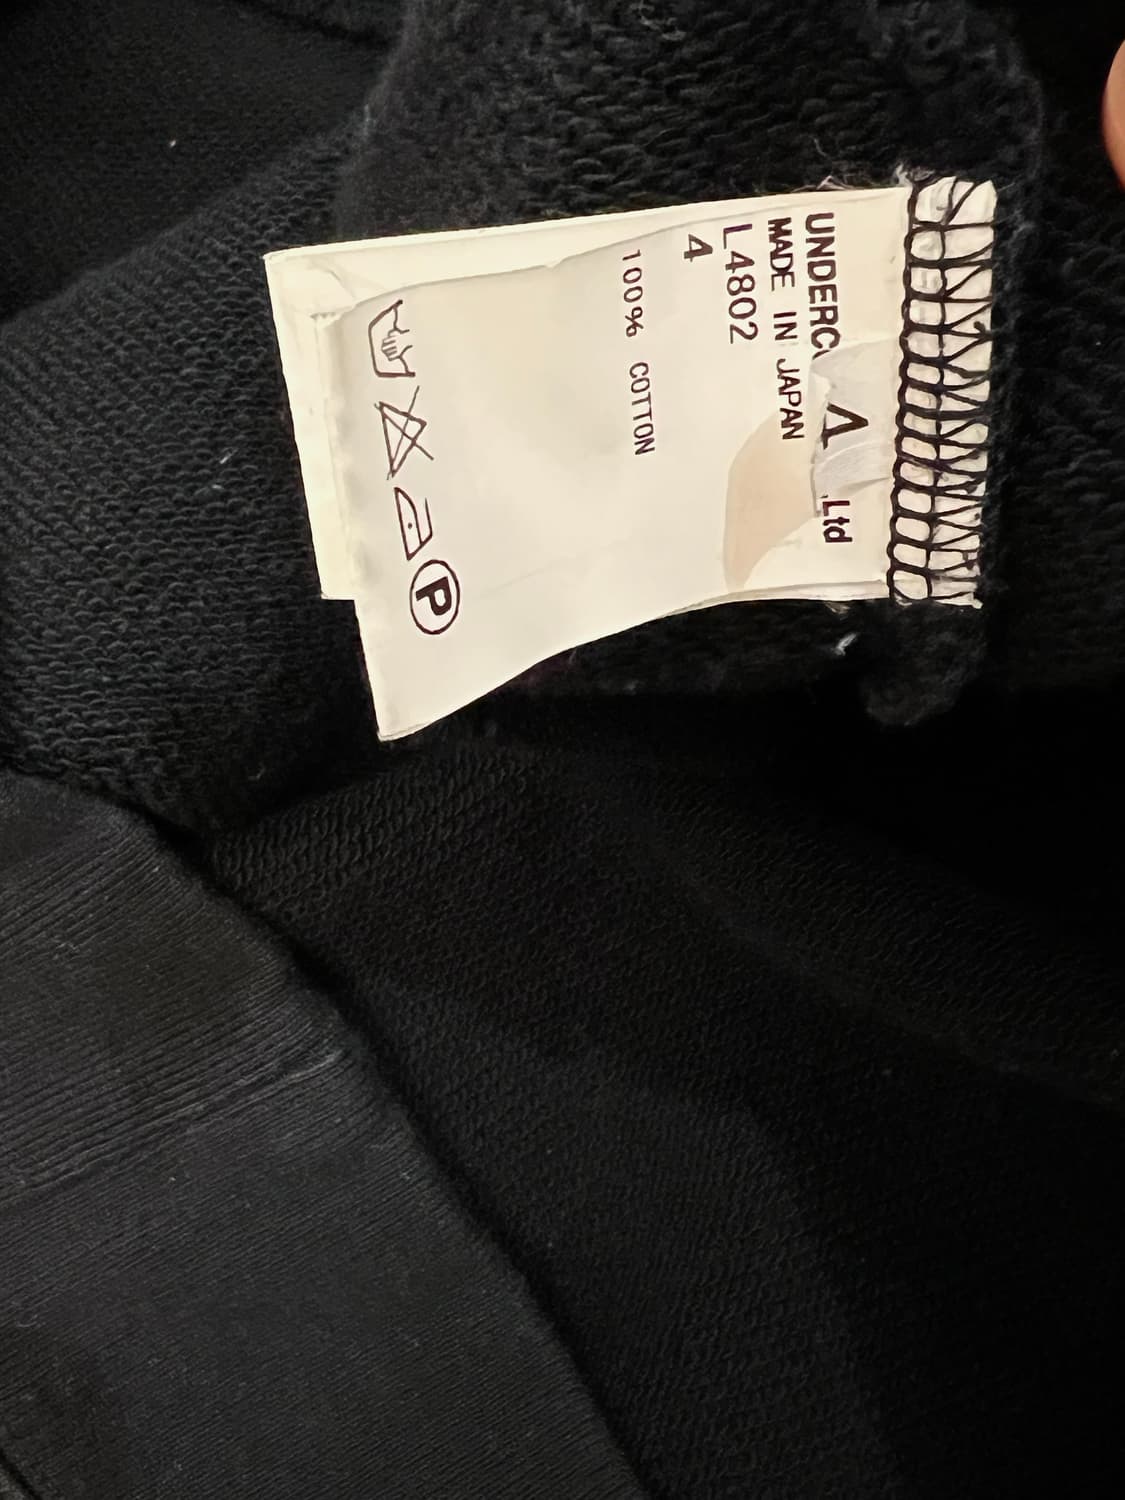 UNDERC Ltd
MADE IN JAPAN
L4802
4
100% COTTON
P